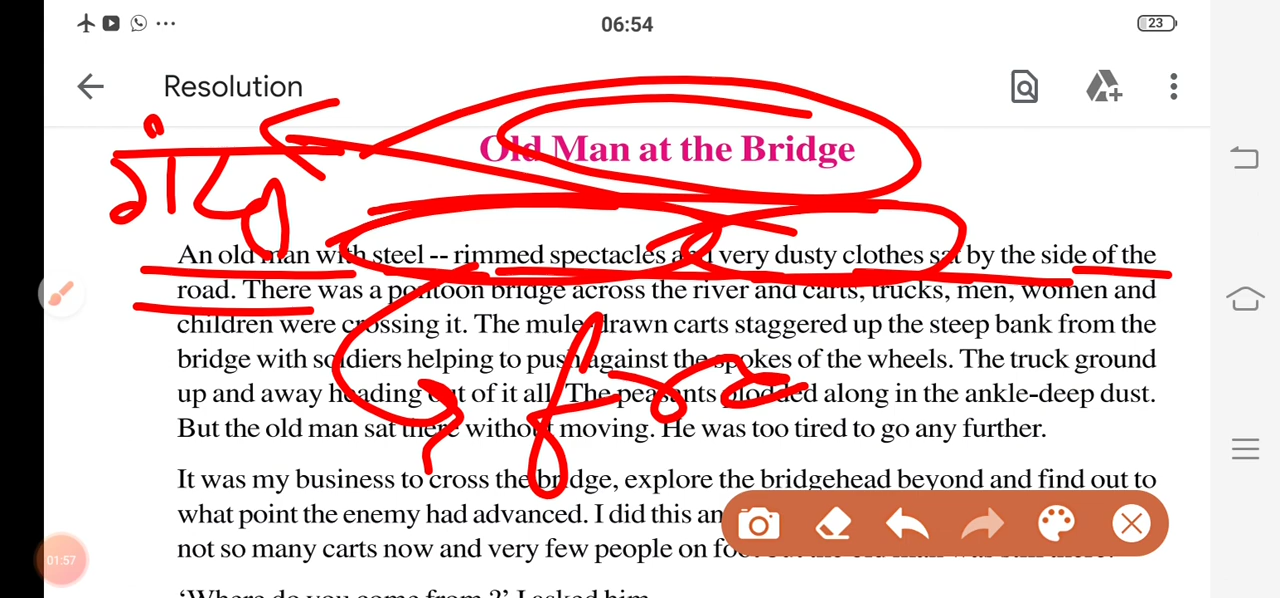 06:54
23
Resolution
Old Man at the Bridge
An old man with steel -- rimmed spectacles and very dusty clothes sat by the side of the
road. There was a pontoon bridge across the river and carts, trucks, men, women and
children were crossing it. The mule drawn carts staggered up the steep bank from the
bridge with soldiers helping to push against the spokes of the wheels. The truck ground
up and away heading out of it all. The peasants plodded along in the ankle-deep dust.
But the old man sat there without moving. He was too tired to go any further.
It was my business to cross the bridge, explore the bridgehead beyond and find out to
what point the enemy had advanced. I did this an
not so many carts now and very few people on
'Where do you come from ?' I asked him.
01:57